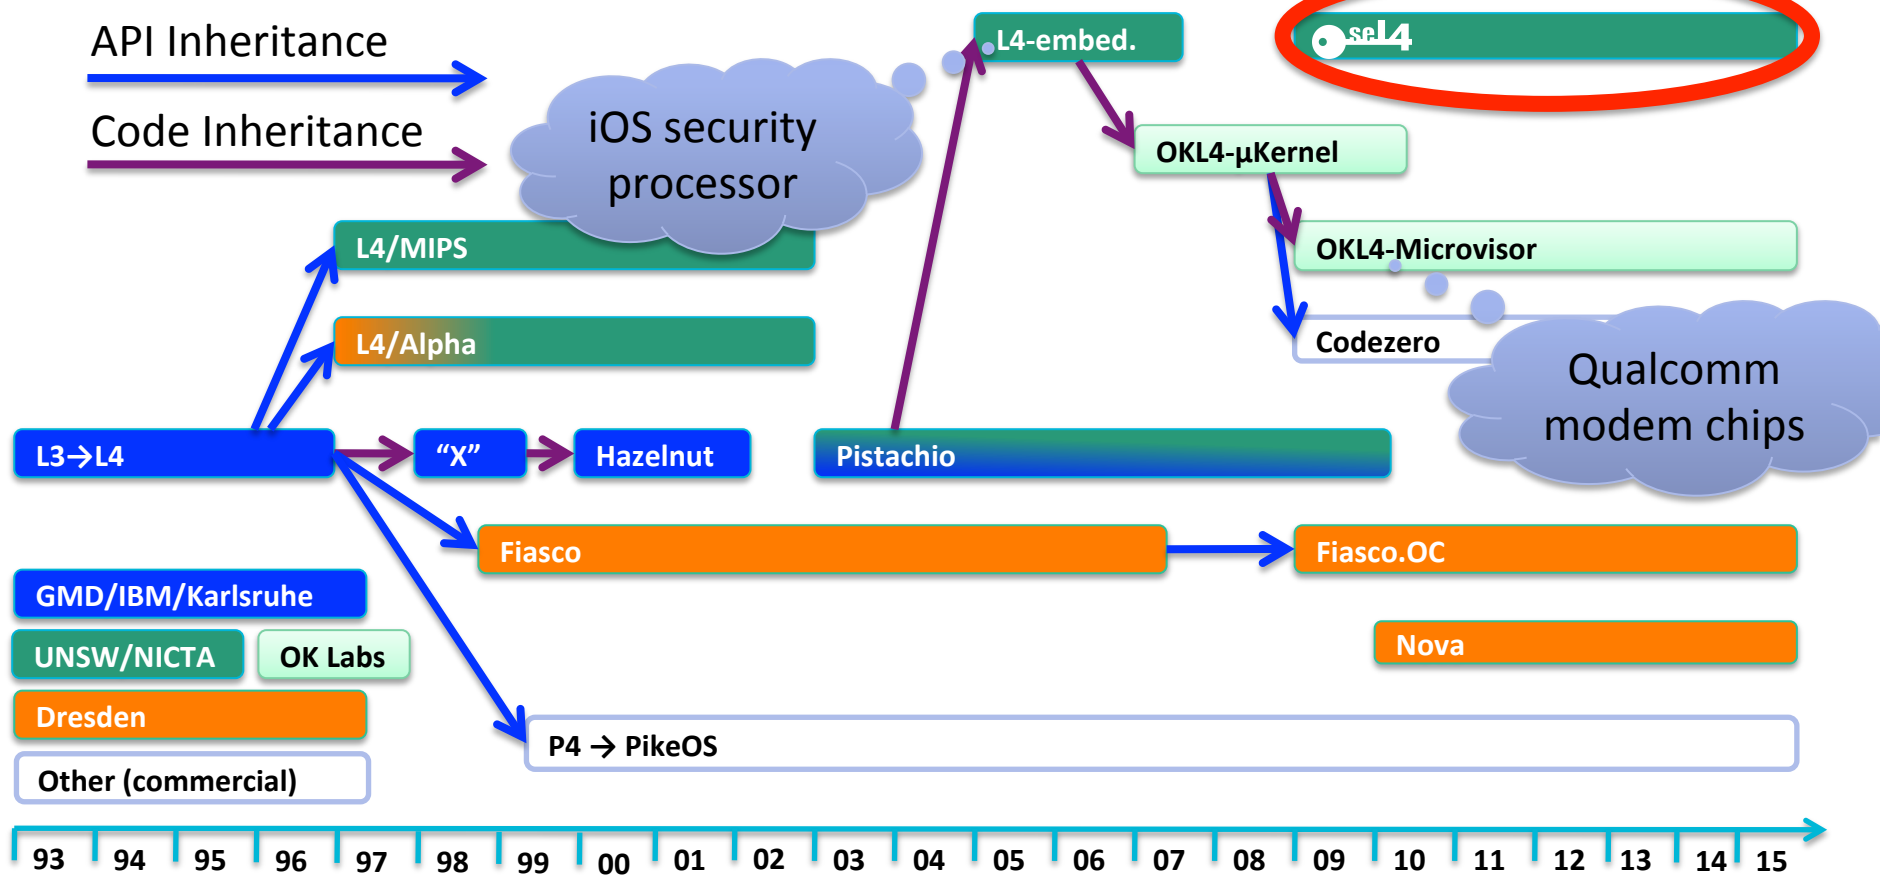 API Inheritance
Code Inheritance
iOS security
processor
L4-embed.
seL4
OKL4-µKernel
OKL4-Microvisor
Codezero
Qualcomm
modem chips
L4/MIPS
L4/Alpha
L3→L4
“X”
Hazelnut
Pistachio
Fiasco
Fiasco.OC
GMD/IBM/Karlsruhe
UNSW/NICTA
OK Labs
Nova
Dresden
P4 → PikeOS
Other (commercial)
93 94 95 96 97 98 99 00 01 02 03 04 05 06 07 08 09 10 11 12 13 14 15